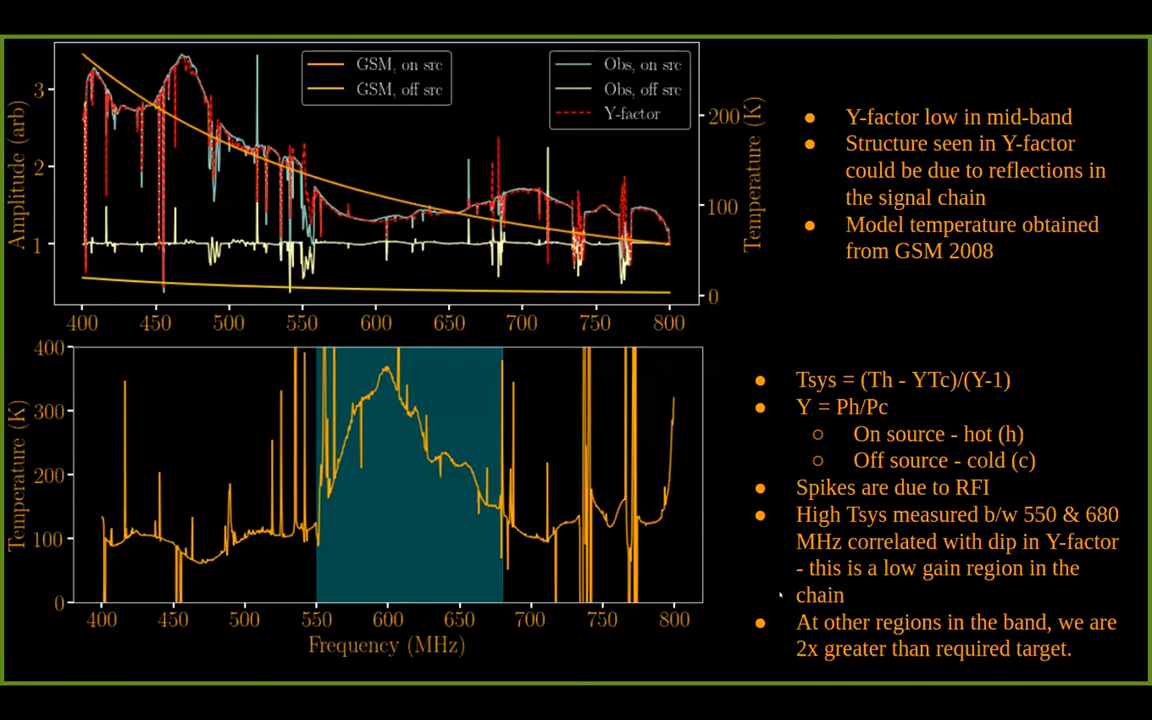 GSM, on src
GSM, off src
Obs, on src
Obs, off src
Y-factor
Amplitude (arb)
3
2
1
Temperature (K)
200
100
0
400 450 500 550 600 650 700 750 800
● Y-factor low in mid-band
● Structure seen in Y-factor
could be due to reflections in
the signal chain
● Model temperature obtained
from GSM 2008
Temperature (K)
400
300
200
100
0
400 450 500 550 600 650 700 750 800
Frequency (MHz)
● Tsys = (Th - YTc)/(Y-1)
● Y = Ph/Pc
○ On source - hot (h)
○ Off source - cold (c)
● Spikes are due to RFI
● High Tsys measured b/w 550 & 680
MHz correlated with dip in Y-factor
- this is a low gain region in the
chain
● At other regions in the band, we are
2x greater than required target.